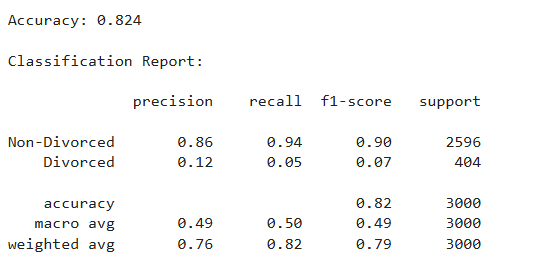 Accuracy: 0.824
Classification Report:
precision recall f1-score support
Non-Divorced 0.86 0.94 0.90 2596
Divorced 0.12 0.05 0.07 404
accuracy 0.82 3000
macro avg 0.49 0.50 0.49 3000
weighted avg 0.76 0.82 0.79 3000